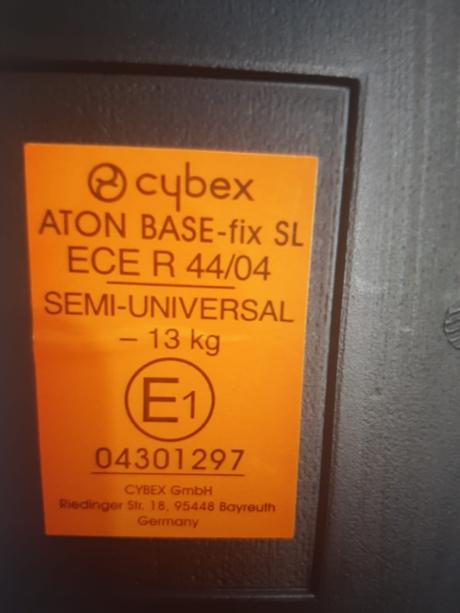 cybex
ATON BASE-fix SL
ECE R 44/04
SEMI-UNIVERSAL
– 13 kg
E1
04301297
CYBEX GmbH
Riedinger Str. 18, 95448 Bayreuth
Germany